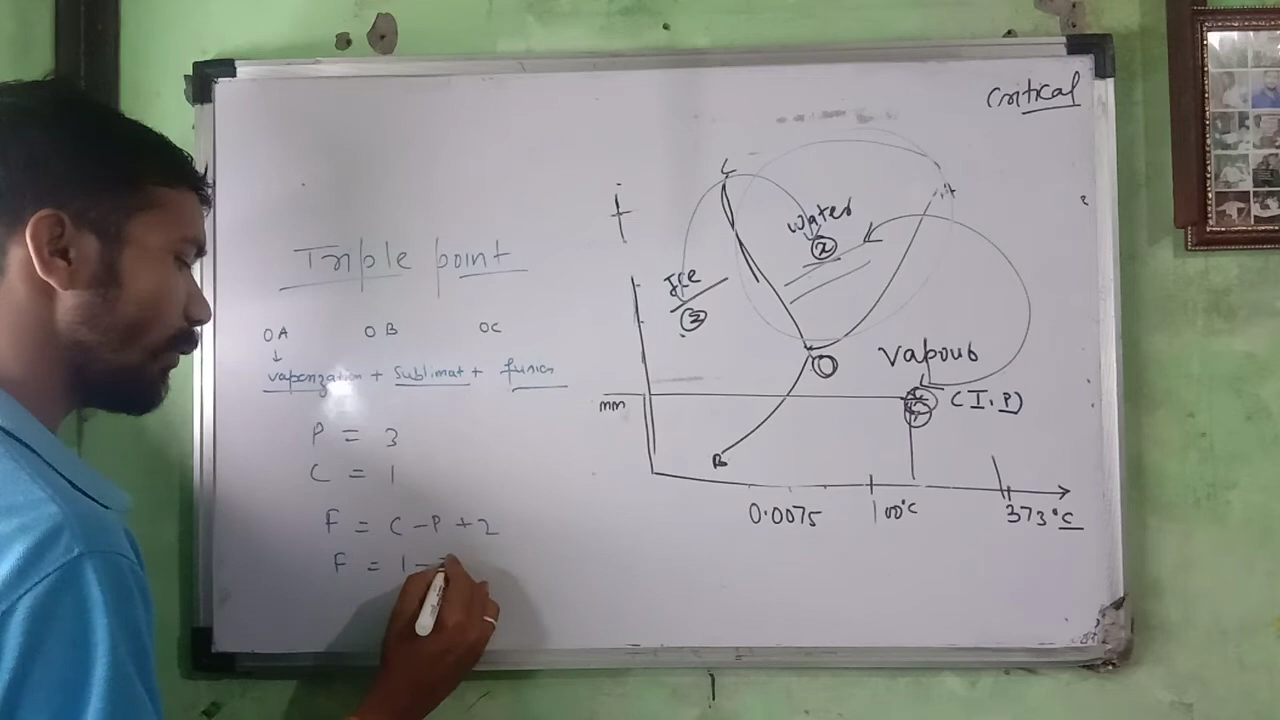 Critical
Triple point
OA OB OC
↓
vaporization + Sublimat + fusion
P = 3
C = 1
F = C - P + 2
F = 1 -
C
A
water
2
Ice
Vapour
(T.P)
mm
B
0.0075 100°C 373°C